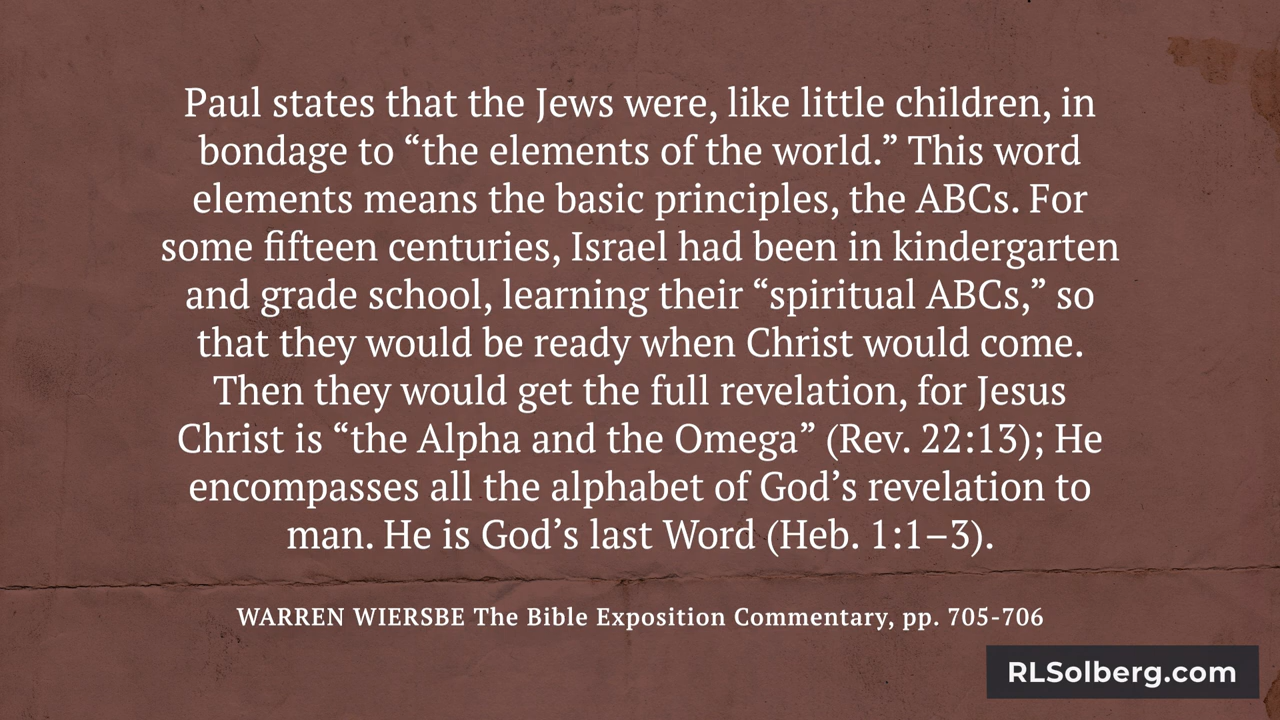 Paul states that the Jews were, like little children, in
bondage to “the elements of the world.” This word
elements means the basic principles, the ABCs. For
some fifteen centuries, Israel had been in kindergarten
and grade school, learning their “spiritual ABCs,” so
that they would be ready when Christ would come.
Then they would get the full revelation, for Jesus
Christ is “the Alpha and the Omega” (Rev. 22:13); He
encompasses all the alphabet of God’s revelation to
man. He is God’s last Word (Heb. 1:1–3).
WARREN WIERSBE The Bible Exposition Commentary, pp. 705-706
RLSolberg.com